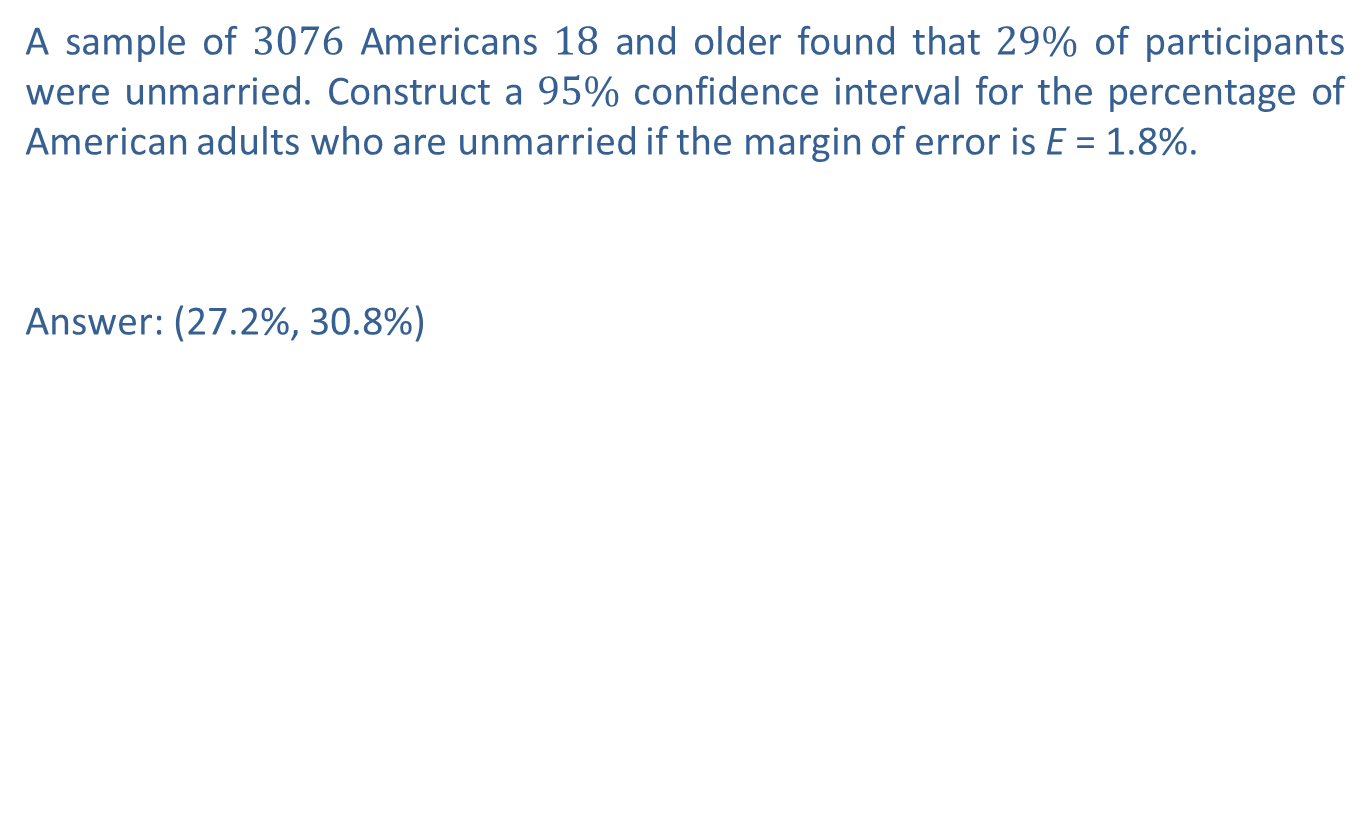 A sample of 3076 Americans 18 and older found that 29% of participants
were unmarried. Construct a 95% confidence interval for the percentage of
American adults who are unmarried if the margin of error is E = 1.8%.
Answer: (27.2%, 30.8%)